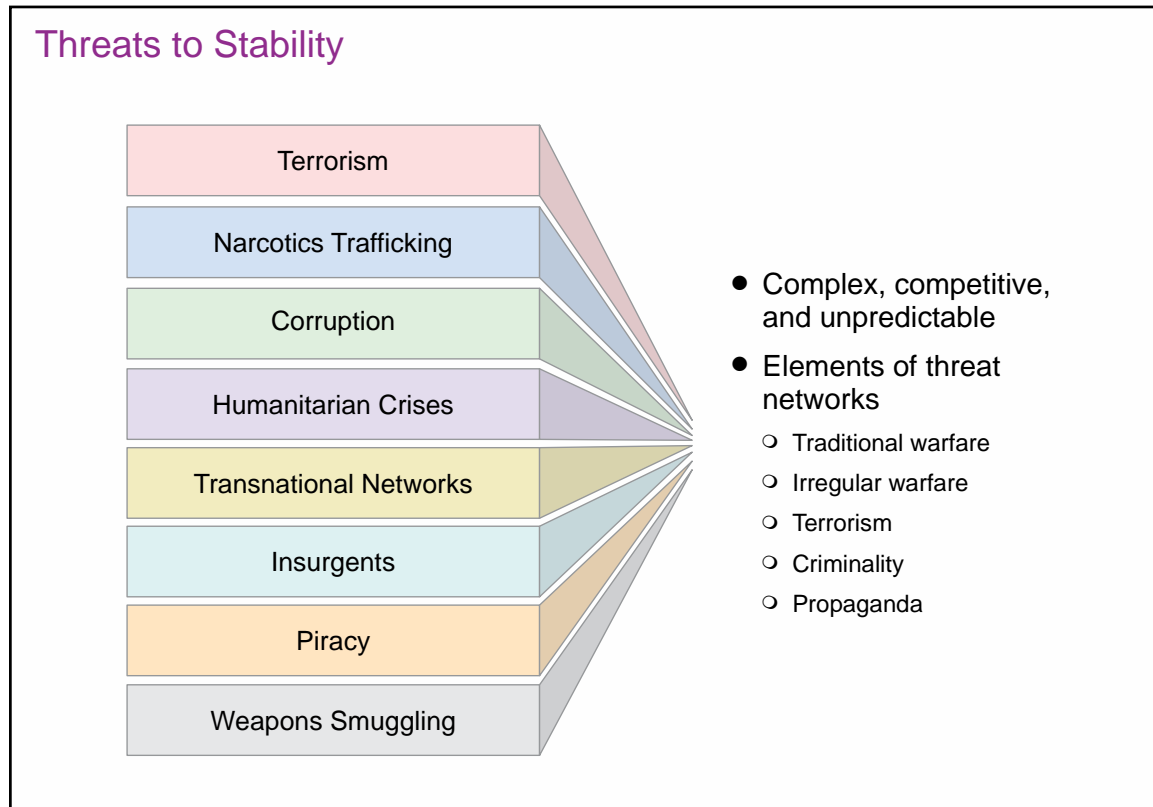 Threats to Stability
Terrorism
Narcotics Trafficking
Corruption
Humanitarian Crises
Transnational Networks
Insurgents
Piracy
Weapons Smuggling
● Complex, competitive,
and unpredictable
● Elements of threat
networks
❍ Traditional warfare
❍ Irregular warfare
❍ Terrorism
❍ Criminality
❍ Propaganda